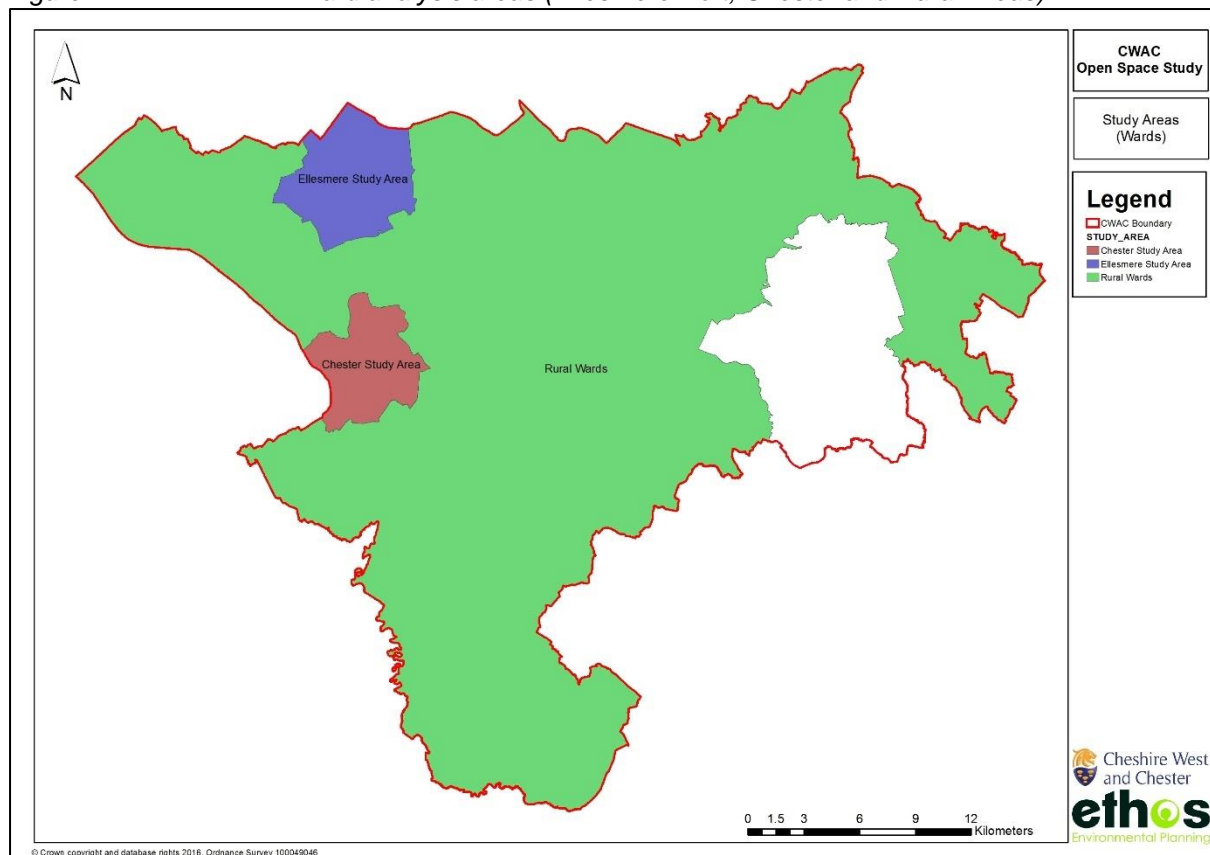 N
Ellesmere Study Area
Chester Study Area
Rural Wards
CWAC
Open Space Study
Study Areas
(Wards)
Legend
CWAC Boundary
STUDY_AREA
Chester Study Area
Ellesmere Study Area
Rural Wards
0 1.5 3 6 9 12
Kilometers
Cheshire West
and Chester
ethos
Environmental Planning
© Crown copyright and database rights 2016. Ordnance Survey 100049046